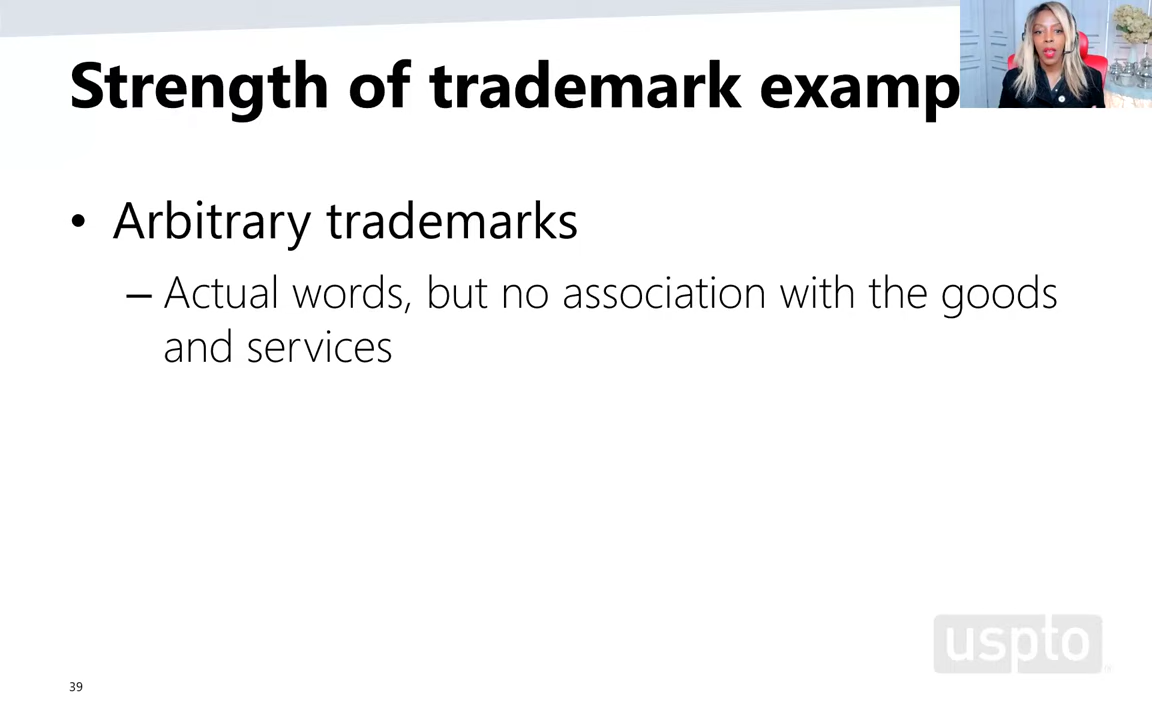 Strength of trademark examp
• Arbitrary trademarks
– Actual words, but no association with the goods
and services
uspto
39